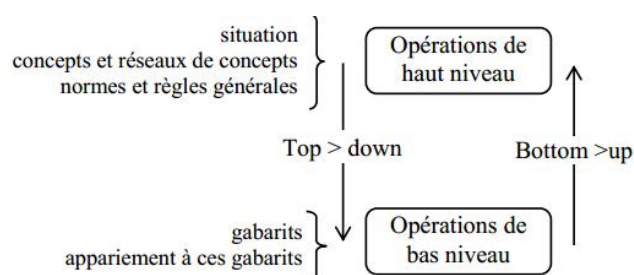 situation
concepts et réseaux de concepts
normes et règles générales
Opérations de
haut niveau
Top > down
Bottom >up
gabarits
appariement à ces gabarits
Opérations de
bas niveau